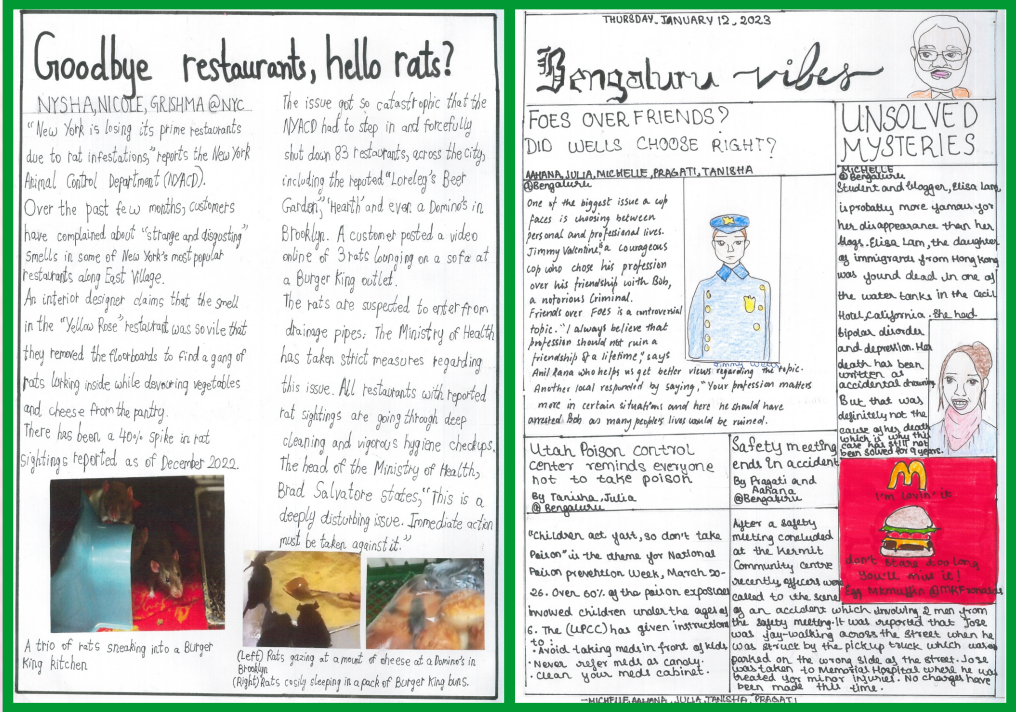 Goodbye restaurants, hello rats?
NYSHA, NICOLE, GRISHMA @NYC
"New York is losing its prime restaurants
due to rat infestations," reports the New York
Animal Control Department (NYACD).
Over the past few months, customers
have complained about "strange and disgusting"
smells in some of New York's most popular
restaurants along East Village.
An interior designer claims that the smell
in the "Yellow Rose" restaurant was so vile that
they removed the floorboards to find a gang of
rats lurking inside while devouring vegetables
and cheese from the pantry.
There has been a 40% spike in rat
sightings reported as of December 2022.
A trio of rats sneaking into a Burger
King kitchen
The issue got so catastrophic that the
NYACD had to step in and forcefully
shut down 83 restaurants, across the city,
including the reputed "Loreleg's Beer
Garden," 'Hearth' and even a Domino's in
Brooklyn. A customer posted a video
online of 3 rats lounging on a sofa at
a Burger King outlet.
The rats are suspected to enter from
drainage pipes. The Ministry of Health
has taken strict measures regarding
this issue. All restaurants with reported
rat sightings are going through deep
cleaning and vigorous hygiene checkups.
The head of the Ministry of Health,
Brad Salvatore states, "This is a
deeply disturbing issue. Immediate action
must be taken against it."
(Left) Rats gazing at a mount of cheese at a Domino's in
Brooklyn
(Right) Rats cosily sleeping in a pack of Burger King buns.
THURSDAY, JANUARY 12, 2023
Bengaluru vibes
FOES OVER FRIENDS?
DID WELLS CHOOSE RIGHT?
AAHANA, JULIA, MICHELLE, PRAGATI, TANISHA
@Bengaluru
One of the biggest issue a cop
faces is choosing between
personal and professional lives.
Jimmy Valentine," a courageous
cop who chose his profession
over his friendship with Bob,
a notorious criminal.
Friends over Foes is a controversial
topic. "I always believe that
profession should not ruin a
friendship of a lifetime," says
Jimmy Wells
Anil Rana who helps us get better views regarding the topic.
Another local responded by saying, "Your profession matters
more in certain situations and here he should have
arrested Bob as many people's lives would be ruined.
UNSOLVED
MYSTERIES
MICHELLE
@Bengaluru
Student and blogger, Elisa Lam,
is probably more famous for
her disappearance than her
blogs. Elisa Lam, the daughter
of immigrants from Hong Kong
was found dead in one of
the water tanks in the Cecil
Hotel, California. She had
bipolar disorder
and depression. Her
death has been
written as
accidental drowning.
But that was
definitely not the
cause of her death
which is why this
case has still not
been solved for 9 years.
Utah Poison control
center reminds everyone
not to take poison
By Tanisha, Julia
@ Bengaluru
"Children act fast, so don't take
Poison" is the theme for National
Poison prevention Week, March 20-
-26. Over 60% of the poison exposures
involved children under the ages of
6. The (UPCC) has given instructions
to:
• Avoid taking meds in front of kids
• Never refer meds as candy.
• Clean your meds cabinet.
Safety meeting
ends in accident
By Pragati and
Aahana
@Bengaluru
After a Safety
meeting concluded
at the Kermit
Community centre
recently, officers were
called to the scene
of an accident which involving 2 men from
the safety meeting. It was reported that Jose
was jay-walking across the street when he
was struck by the pickup truck which was
parked on the wrong side of the street. Jose
was taken to Memorial Hospital where he was
treated for minor injuries. No charges have
been made this time.
i'm lovin' it
don't stare too long
You'll miss it!
Egg McMuffin
—MICHELLE, AAHANA, JULIA, TANISHA, PRAGATI